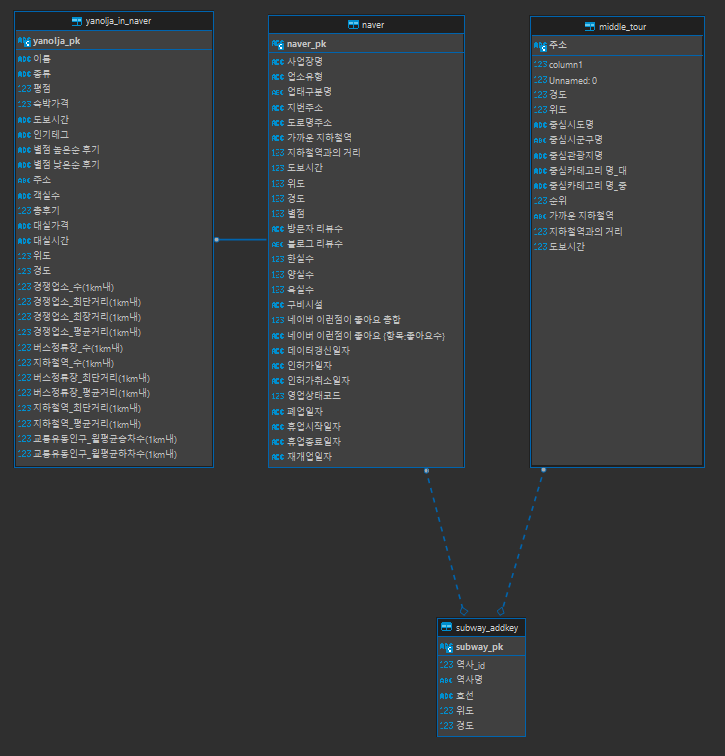 yanolja_in_naver
ABC yanolja_pk
ABC 이름
ABC 종류
123 평점
123 숙박가격
ABC 도보시간
ABC 인기태그
ABC 별점 높은순 후기
ABC 별점 낮은순 후기
ABC 주소
ABC 객실수
123 총후기
ABC 대실가격
ABC 대실시간
123 위도
123 경도
123 경쟁업소_수(1km내)
123 경쟁업소_최단거리(1km내)
123 경쟁업소_최장거리(1km내)
123 경쟁업소_평균거리(1km내)
123 버스정류장_수(1km내)
123 지하철역_수(1km내)
123 버스정류장_최단거리(1km내)
123 버스정류장_평균거리(1km내)
123 지하철역_최단거리(1km내)
123 지하철역_평균거리(1km내)
123 교통유동인구_월평균승차수(1km내)
123 교통유동인구_월평균하차수(1km내)
naver
ABC naver_pk
ABC 사업장명
ABC 업소유형
ABC 업태구분명
ABC 지번주소
ABC 도로명주소
ABC 가까운 지하철역
123 지하철역과의 거리
123 도보시간
123 위도
123 경도
123 별점
ABC 방문자 리뷰수
ABC 블로그 리뷰수
123 한실수
123 양실수
123 욕실수
ABC 구비시설
123 네이버 이런점이 좋아요 총합
ABC 네이버 이런점이 좋아요 {항목:좋아요수}
ABC 데이터갱신일자
ABC 인허가일자
ABC 인허가취소일자
123 영업상태코드
ABC 폐업일자
ABC 휴업시작일자
ABC 휴업종료일자
ABC 재개업일자
middle_tour
ABC 주소
123 column1
123 Unnamed: 0
123 경도
123 위도
ABC 중심시도명
ABC 중심시군구명
ABC 중심관광지명
ABC 중심카테고리 명_대
ABC 중심카테고리 명_중
123 순위
ABC 가까운 지하철역
123 지하철역과의 거리
123 도보시간
subway_addkey
ABC subway_pk
123 역사_id
ABC 역사명
ABC 호선
123 위도
123 경도